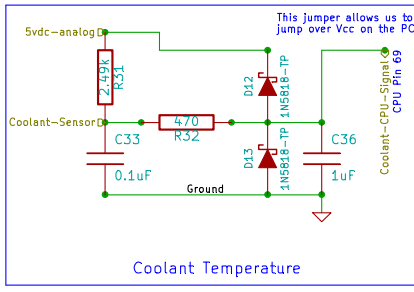 This jumper allows us to
jump over Vcc on the PC
5vdc-analog
2.49k
R31
D12
1N5818-TP
Coolant-CPU-Signal
CPU Pin 69
Coolant-Sensor
470
R32
C33
0.1uF
D13
1N5818-TP
C36
1uF
Ground
Coolant Temperature